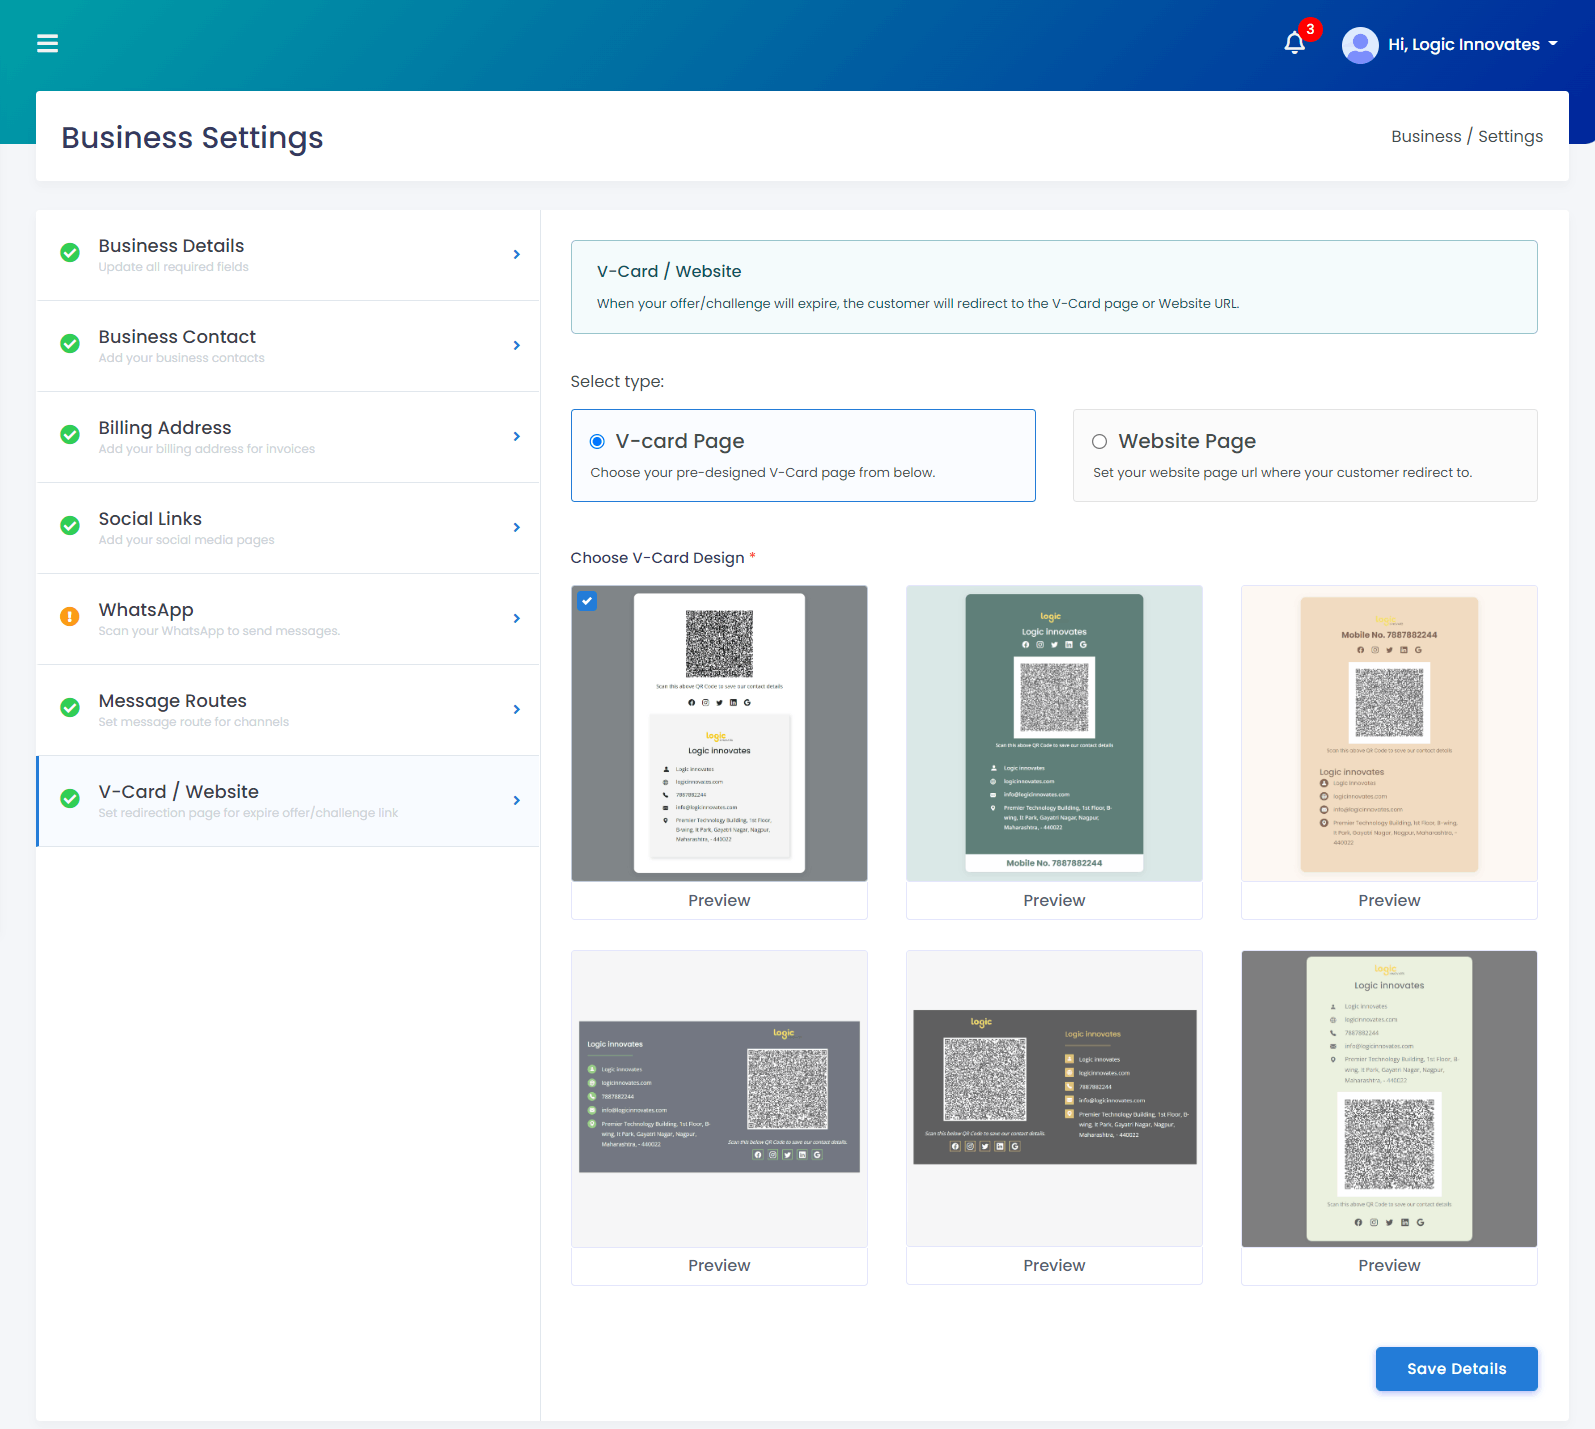 3
Hi, Logic Innovates
Business Settings
Business / Settings
Business Details
Update all required fields
Business Contact
Add your business contacts
Billing Address
Add your billing address for invoices
Social Links
Add your social media pages
WhatsApp
Scan your WhatsApp to send messages.
Message Routes
Set message route for channels
V-Card / Website
Set redirection page for expire offer/challenge link
V-Card / Website
When your offer/challenge will expire, the customer will redirect to the V-Card page or Website URL.
Select type:
V-card Page
Choose your pre-designed V-Card page from below.
Website Page
Set your website page url where your customer redirect to.
Choose V-Card Design *
Scan this above QR Code to save our contact details
logic
Logic innovates
Logic Innovates
logicinnovates.com
7887882244
info@logicinnovates.com
Premier Technology Building, 1st Floor,
B-wing, It Park, Gayatri Nagar, Nagpur,
Maharashtra, - 440022
Preview
logic
Logic innovates
Scan this above QR Code to save our contact details
Logic Innovates
logicinnovates.com
info@logicinnovates.com
Premier Technology Building, 1st Floor, B-
wing, It Park, Gayatri Nagar, Nagpur,
Maharashtra, - 440022
Mobile No. 7887882244
Preview
logic
Mobile No. 7887882244
Scan this above QR Code to save our contact details
Logic innovates
Logic Innovates
logicinnovates.com
info@logicinnovates.com
Premier Technology Building, 1st Floor, B-wing,
It Park, Gayatri Nagar, Nagpur, Maharashtra, -
440022
Preview
Logic innovates
Logic Innovates
logicinnovates.com
7887882244
info@logicinnovates.com
Premier Technology Building, 1st Floor, B-
wing, It Park, Gayatri Nagar, Nagpur,
Maharashtra, - 440022
logic
Scan this below QR Code to save our contact details.
Preview
logic
Scan this below QR Code to save our contact details.
Logic innovates
Logic Innovates
logicinnovates.com
7887882244
info@logicinnovates.com
Premier Technology Building, 1st Floor, B-
wing, It Park, Gayatri Nagar, Nagpur,
Maharashtra, - 440022
Preview
logic
Logic innovates
Logic Innovates
logicinnovates.com
7887882244
info@logicinnovates.com
Premier Technology Building, 1st Floor, B-
wing, It Park, Gayatri Nagar, Nagpur,
Maharashtra, - 440022
Scan this above QR Code to save our contact details
Preview
Save Details